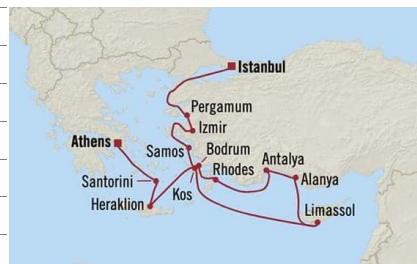 Istanbul
Pergamum
Izmir
Athens
Samos
Bodrum
Antalya
Rhodes
Santorini
Alanya
Kos
Heraklion
Limassol